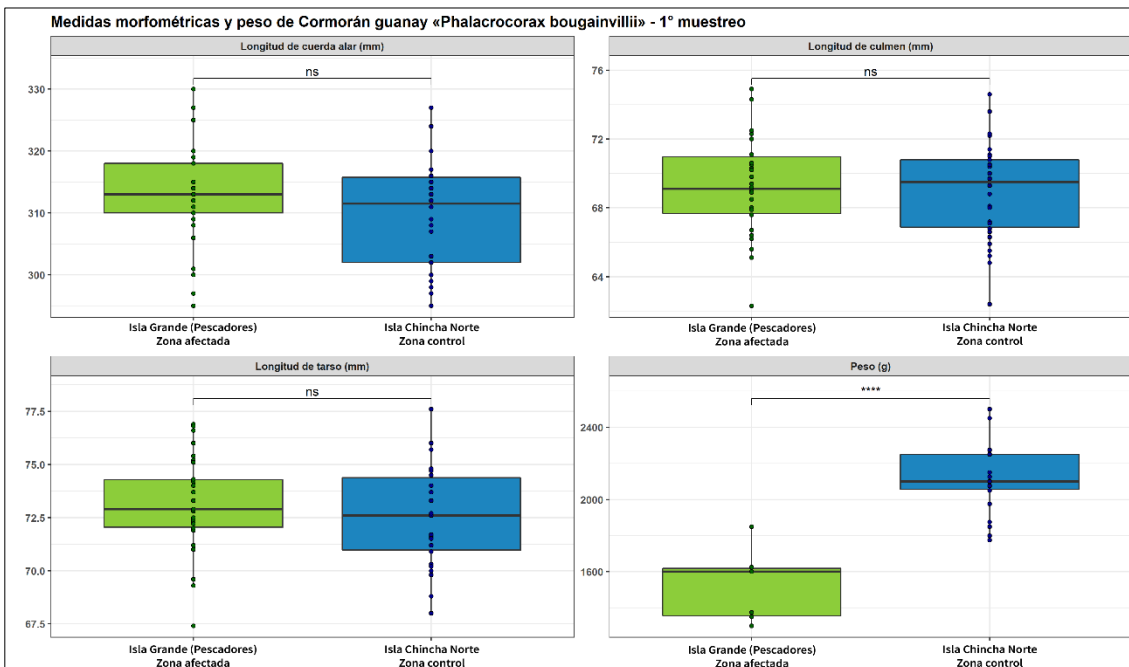 Medidas morfométricas y peso de Cormorán guanay «Phalacrocorax bougainvillii» - 1° muestreo
Longitud de cuerda alar (mm)
ns
330
320
310
300
Isla Grande (Pescadores)
Zona afectada
Isla Chincha Norte
Zona control
Longitud de culmen (mm)
ns
76
72
68
64
Isla Grande (Pescadores)
Zona afectada
Isla Chincha Norte
Zona control
Longitud de tarso (mm)
ns
77.5
75.0
72.5
70.0
67.5
Isla Grande (Pescadores)
Zona afectada
Isla Chincha Norte
Zona control
Peso (g)
****
2400
2000
1600
Isla Grande (Pescadores)
Zona afectada
Isla Chincha Norte
Zona control